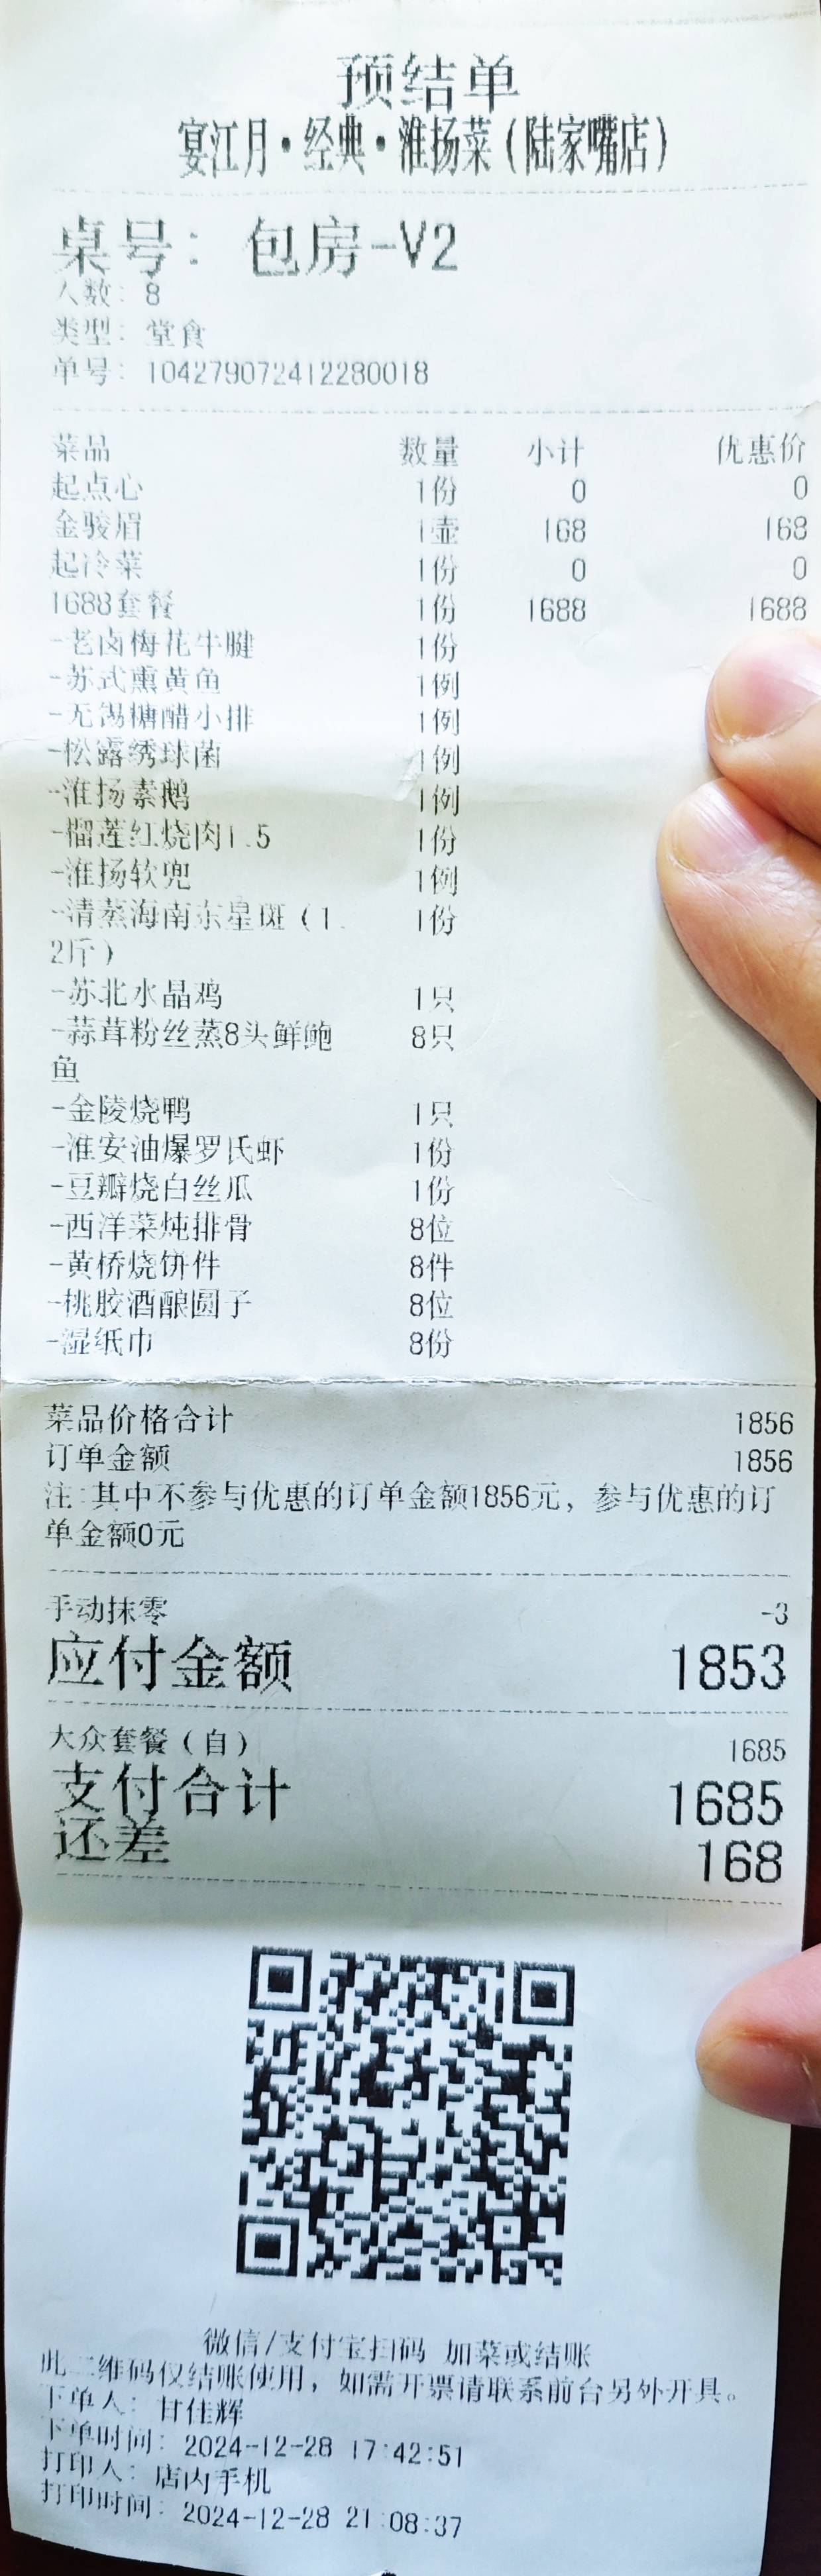 预结单
宴江月·经典·淮扬菜(陆家嘴店)
桌号: 包房-V2
人数: 8
类型: 堂食
单号: 104279072412280018
菜品 数量 小计 优惠价
起点心 1份 0 0
金骏眉 1壶 168 168
起冷菜 1份 0 0
1688套餐 1份 1688 1688
-老卤梅花牛腱 1份
-苏式熏黄鱼 1例
-无锡糖醋小排 1例
-松露绣球菌 1例
-淮扬素鹅 1例
-榴莲红烧肉1.5 1份
-淮扬软兜 1例
-清蒸海南东星斑(1. 1份
2斤)
-苏北水晶鸡 1只
-蒜茸粉丝蒸8头鲜鲍 8只
鱼
-金陵烧鸭 1只
-淮安油爆罗氏虾 1份
-豆瓣烧白丝瓜 1份
-西洋菜炖排骨 8位
-黄桥烧饼件 8件
-桃胶酒酿圆子 8位
-湿纸巾 8份
菜品价格合计 1856
订单金额 1856
注:其中不参与优惠的订单金额1856元, 参与优惠的订
单金额0元
手动抹零 -3
应付金额 1853
大众套餐(自) 1685
支付合计 1685
还差 168
微信/支付宝扫码 加菜或结账
此二维码仅结账使用, 如需开票请联系前台另外开具。
下单人: 甘佳辉
下单时间: 2024-12-28 17:42:51
打印人: 店内手机
打印时间: 2024-12-28 21:08:37